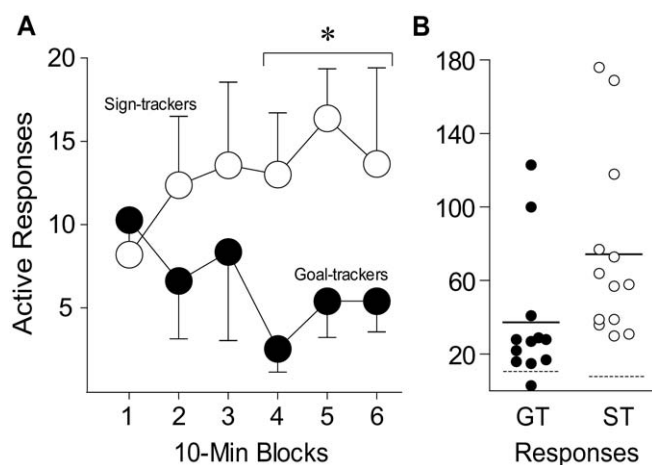 A
B
*
20
15
10
5
Active Responses
Sign-trackers
Goal-trackers
1 2 3 4 5 6
10-Min Blocks
180
140
100
60
20
GT ST
Responses